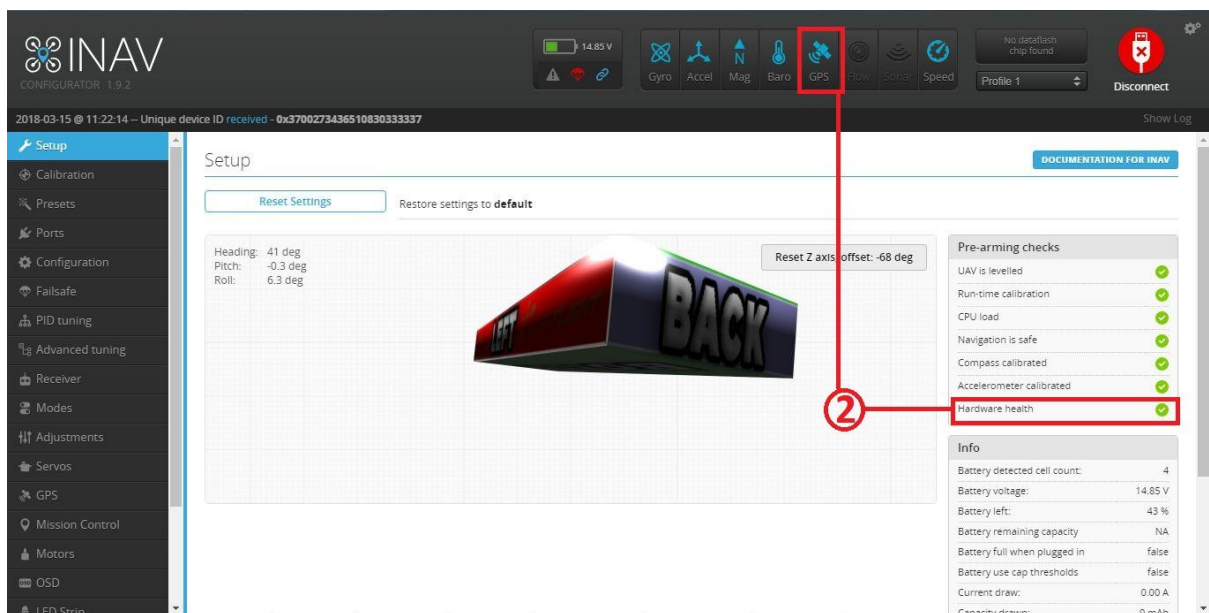 INAV
CONFIGURATOR 1.9.2
14.85 V
Gyro Accel Mag Baro GPS Flow Sonar Speed
N
No dataflash
chip found
Profile 1
Disconnect
2018-03-15 @ 11:22:14 -- Unique device ID received - 0x3700273436510830333337
Show Log
Setup
Calibration
Presets
Ports
Configuration
Failsafe
PID tuning
Advanced tuning
Receiver
Modes
Adjustments
Servos
GPS
Mission Control
Motors
OSD
LED Strip
Setup
DOCUMENTATION FOR INAV
Reset Settings
Restore settings to default
Heading: 41 deg
Pitch: -0.3 deg
Roll: 6.3 deg
Reset Z axis, offset: -68 deg
LEFT
BACK
2
Pre-arming checks
UAV is levelled
Run-time calibration
CPU load
Navigation is safe
Compass calibrated
Accelerometer calibrated
Hardware health
Info
Battery detected cell count: 4
Battery voltage: 14.85 V
Battery left: 43 %
Battery remaining capacity NA
Battery full when plugged in false
Battery use cap thresholds false
Current draw: 0.00 A
Capacity drawn: 0 mAh